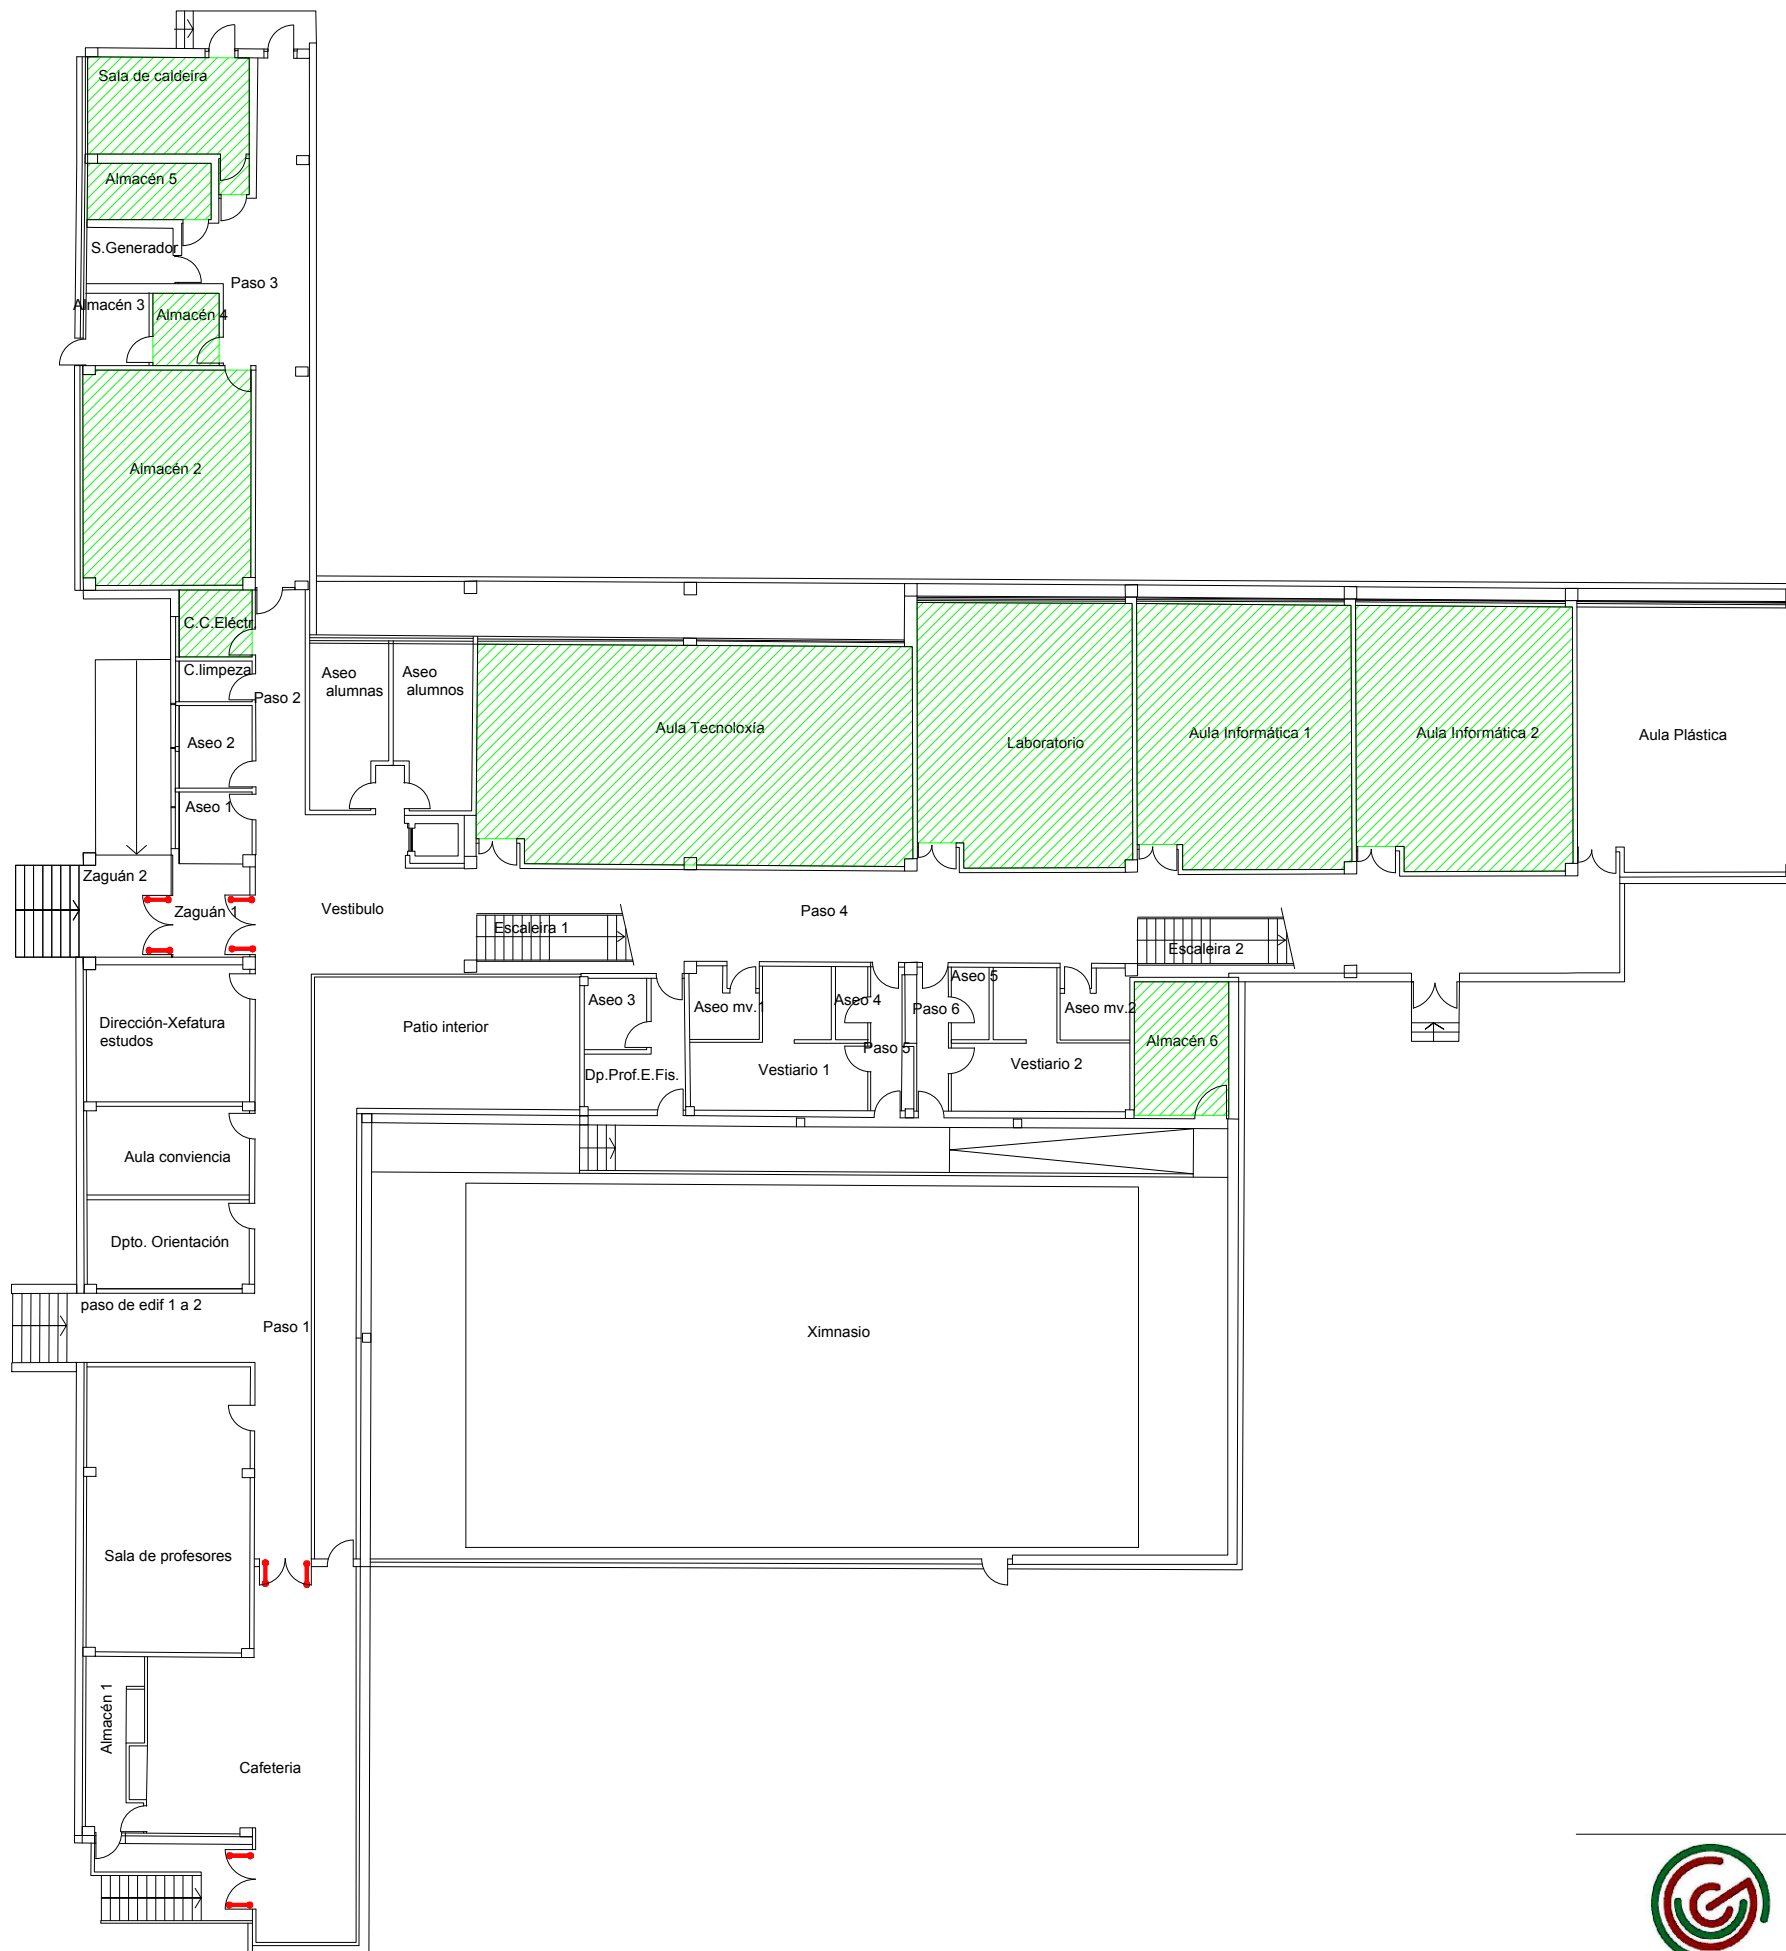 Sala de caldeira
Almacén 5
S.Generador
Paso 3
Almacén 3
Almacén 4
Almacén 2
C.C.Eléctr.
C.limpeza
Paso 2
Aseo
alumnas
Aseo
alumnos
Aseo 2
Aseo 1
Aula Tecnoloxía
Laboratorio
Aula Informática 1
Aula Informática 2
Aula Plástica
Zaguán 2
Zaguán 1
Vestibulo
Paso 4
Escaleira 1
Escaleira 2
Dirección-Xefatura
estudos
Patio interior
Aseo 3
Aseo mv.1
Aseo 4
Aseo 5
Paso 6
Aseo mv.2
Paso 5
Almacén 6
Dp.Prof.E.Fis.
Vestiario 1
Vestiario 2
Aula conviencia
Dpto. Orientación
paso de edif 1 a 2
Paso 1
Ximnasio
Sala de profesores
Almacén 1
Cafeteria